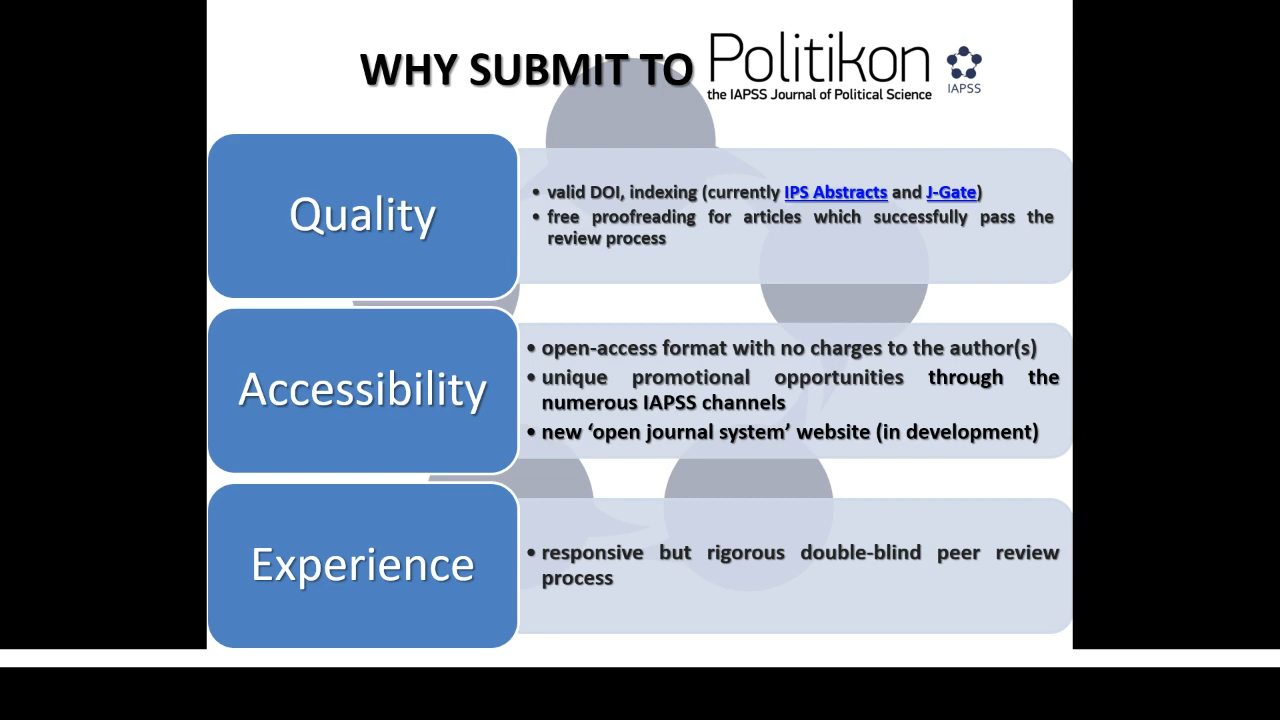 WHY SUBMIT TO Politikon
the IAPSS Journal of Political Science
IAPSS
Quality
• valid DOI, indexing (currently IPS Abstracts and J-Gate)
• free proofreading for articles which successfully pass the
review process
Accessibility
• open-access format with no charges to the author(s)
• unique promotional opportunities through the
numerous IAPSS channels
• new ‘open journal system’ website (in development)
Experience
• responsive but rigorous double-blind peer review
process